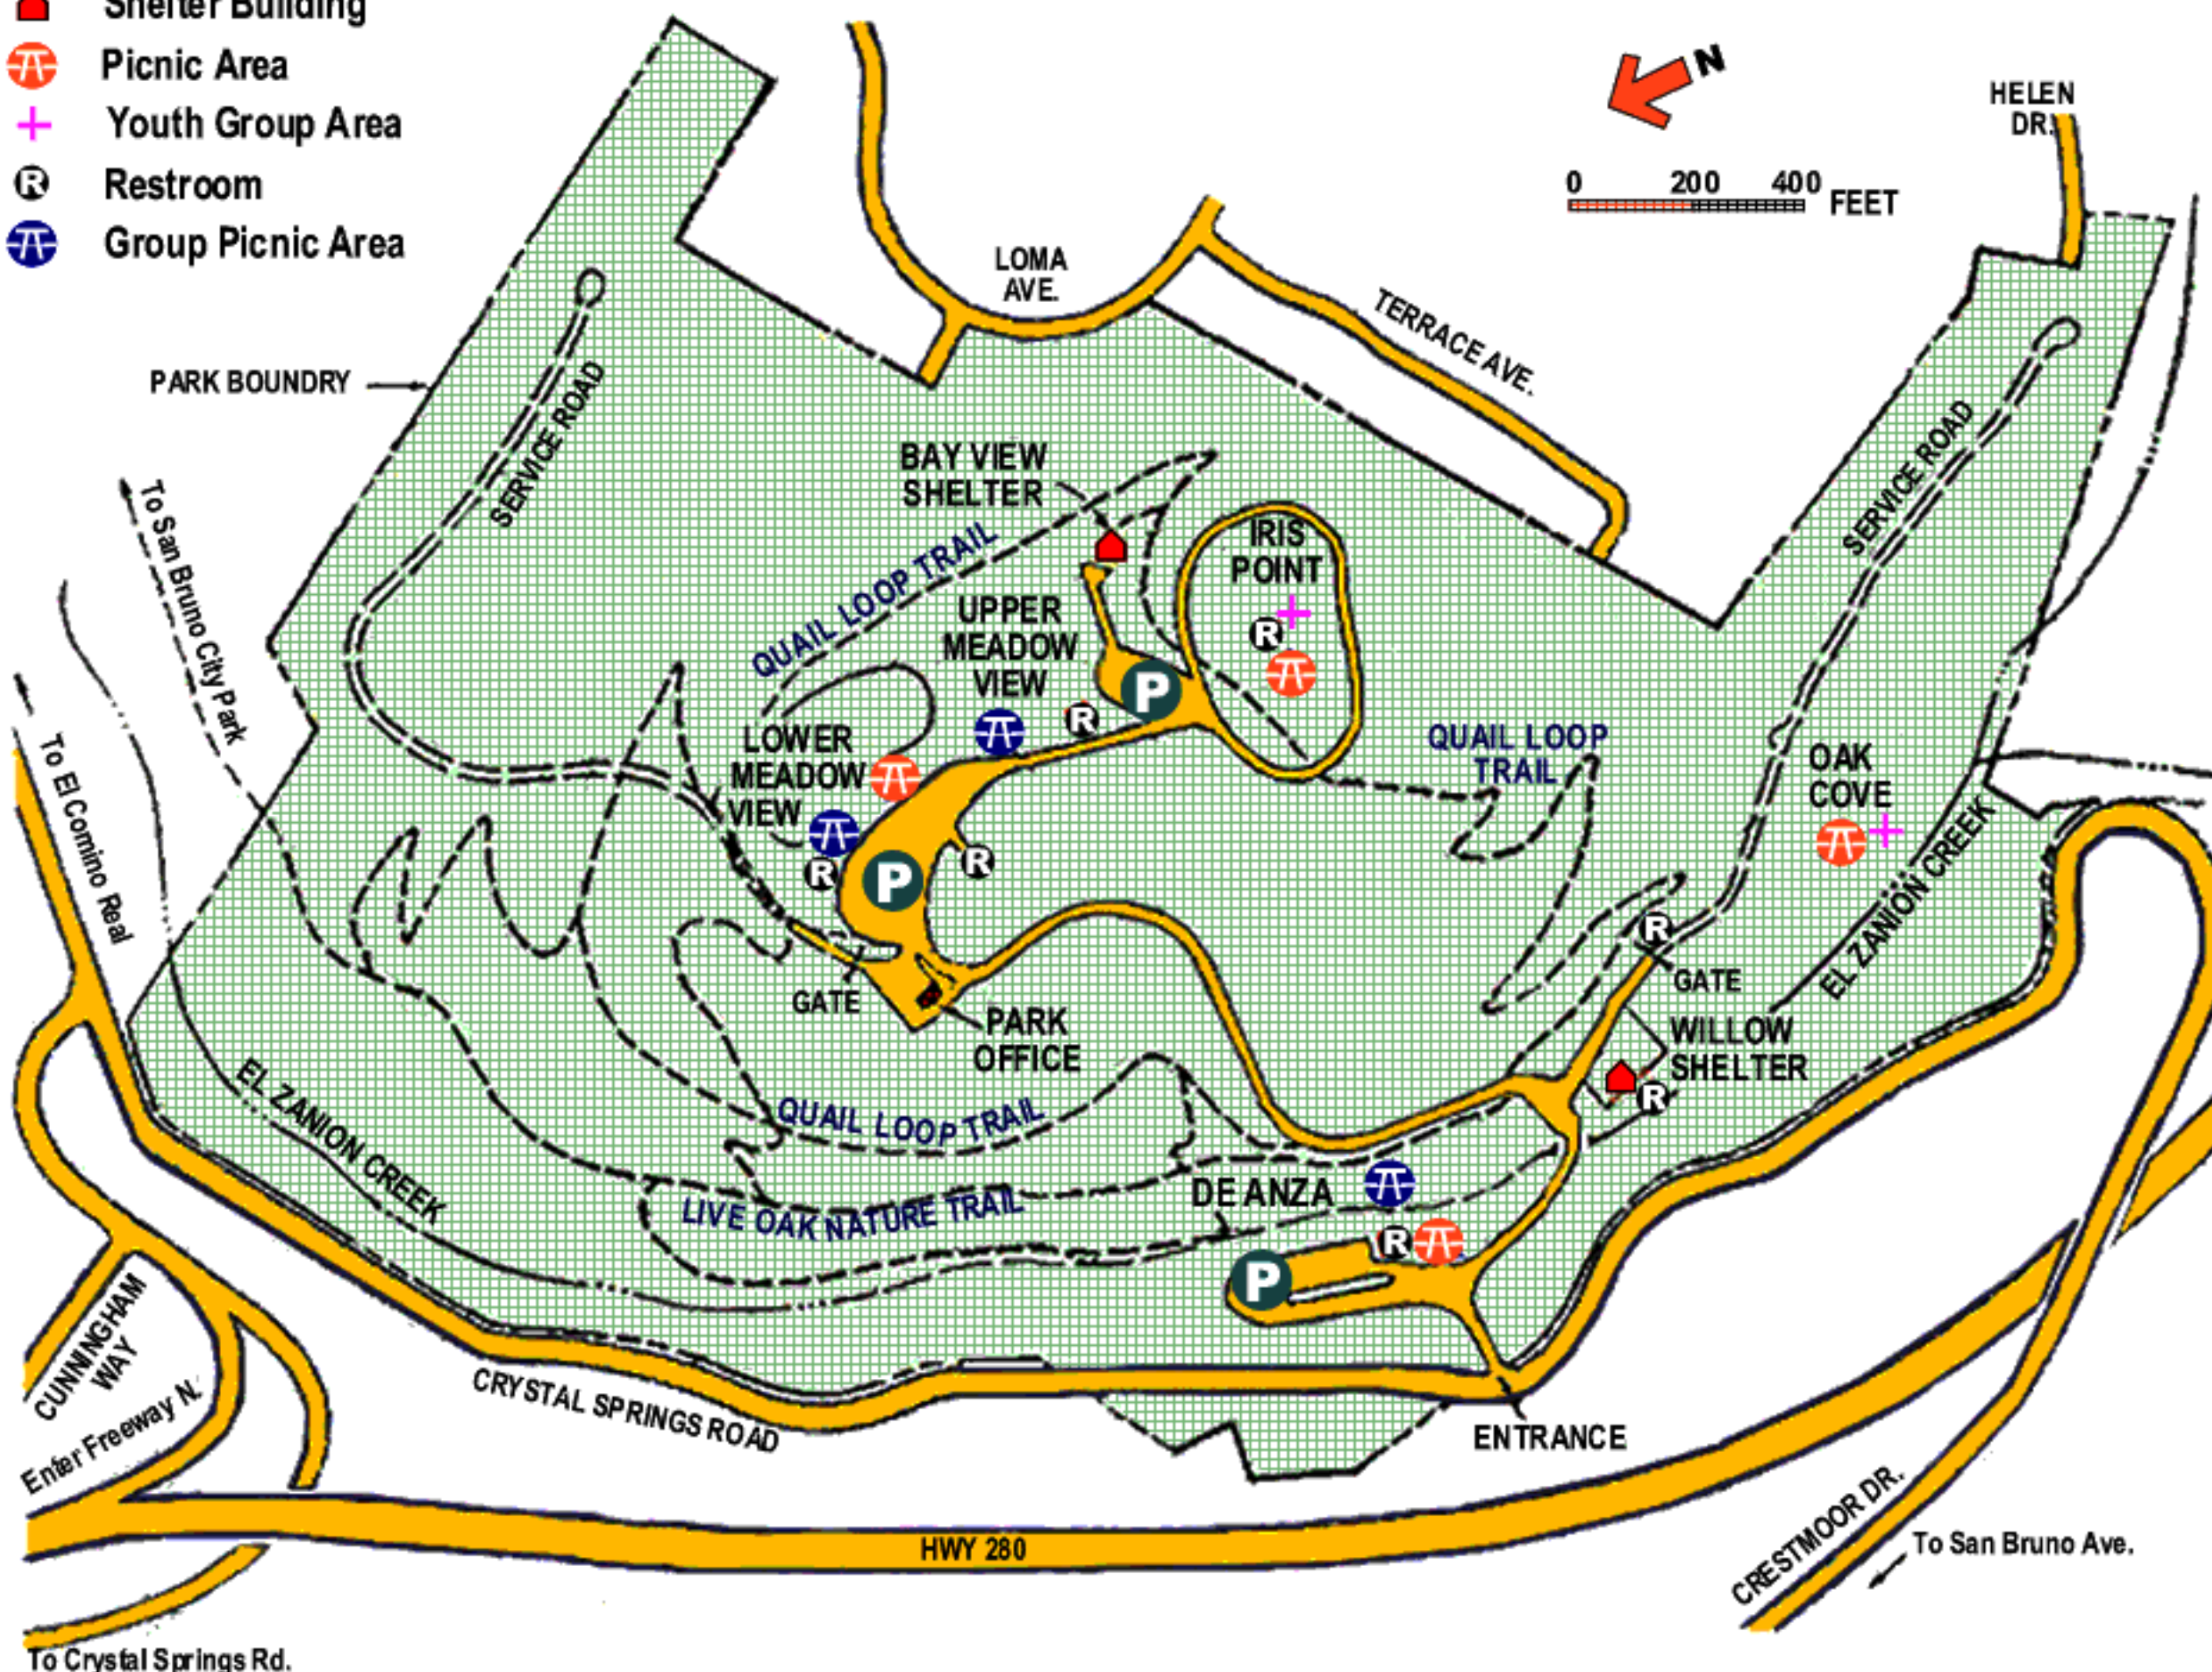 Shelter Building
Picnic Area
Youth Group Area
R Restroom
Group Picnic Area
N
0 200 400 FEET
HELEN
DR.
LOMA
AVE.
TERRACE AVE.
PARK BOUNDRY
SERVICE ROAD
SERVICE ROAD
To San Bruno City Park
To El Comino Real
BAY VIEW
SHELTER
QUAIL LOOP TRAIL
IRIS
POINT
R
UPPER
MEADOW
VIEW
P
R
LOWER
MEADOW
VIEW
R
P
R
QUAIL LOOP
TRAIL
OAK
COVE
EL ZANION CREEK
R
GATE
GATE
PARK
OFFICE
WILLOW
SHELTER
R
EL ZANION CREEK
QUAIL LOOP TRAIL
LIVE OAK NATURE TRAIL
DE ANZA
R
P
CUNNINGHAM
WAY
Enter Freeway N.
CRYSTAL SPRINGS ROAD
ENTRANCE
HWY 280
CRESTMOOR DR.
To San Bruno Ave.
To Crystal Springs Rd.